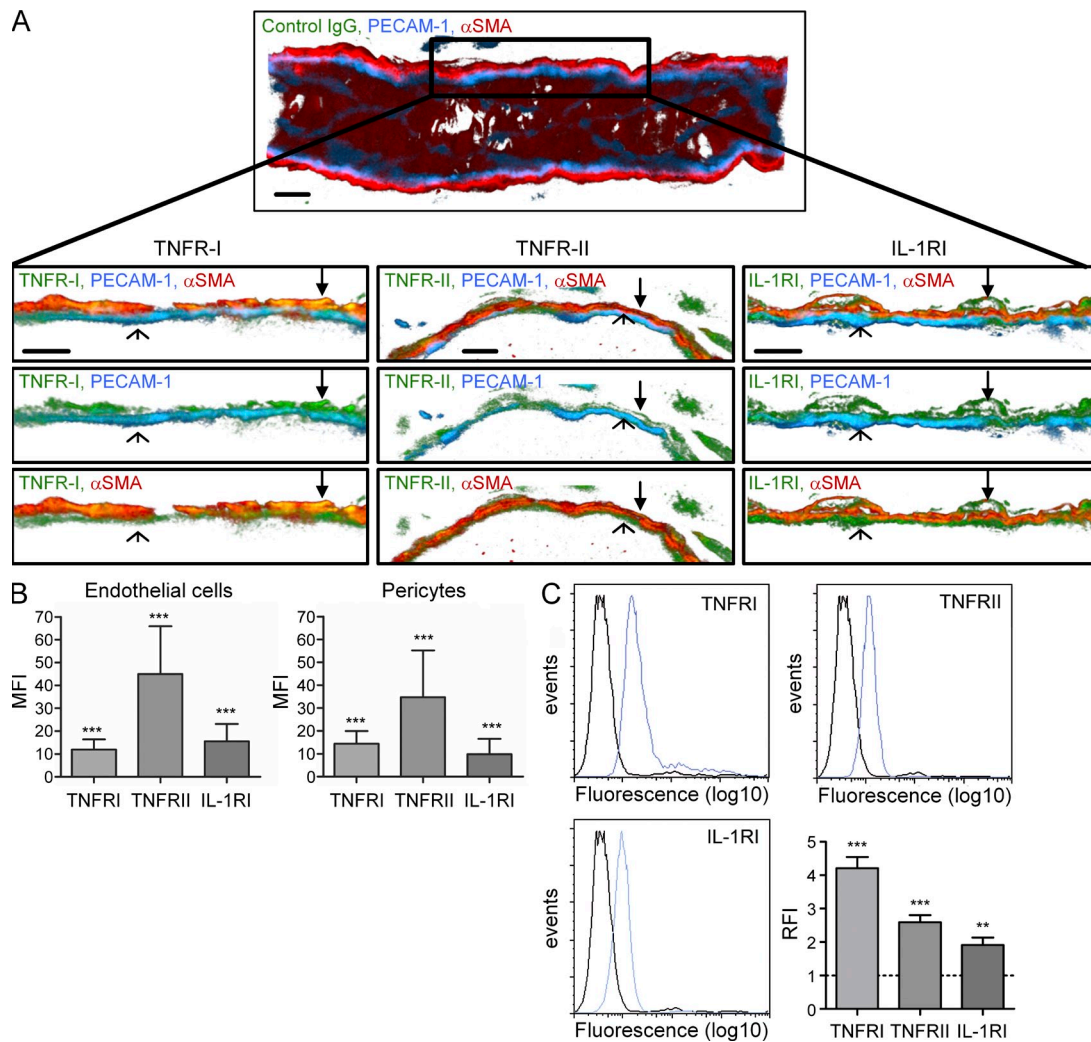 A
Control IgG, PECAM-1, αSMA
TNFR-I
TNFR-II
IL-1RI
TNFR-I, PECAM-1, αSMA
TNFR-II, PECAM-1, αSMA
IL-1RI, PECAM-1, αSMA
TNFR-I, PECAM-1
TNFR-II, PECAM-1
IL-1RI, PECAM-1
TNFR-I, αSMA
TNFR-II, αSMA
IL-1RI, αSMA
B
Endothelial cells
MFI
70
60
50
40
30
20
10
0
***
***
***
TNFRI
TNFRII
IL-1RI
Pericytes
MFI
70
60
50
40
30
20
10
0
***
***
***
TNFRI
TNFRII
IL-1RI
C
TNFRI
events
Fluorescence (log10)
TNFRII
events
Fluorescence (log10)
IL-1RI
events
Fluorescence (log10)
RFI
5
4
3
2
1
0
***
***
**
TNFRI
TNFRII
IL-1RI